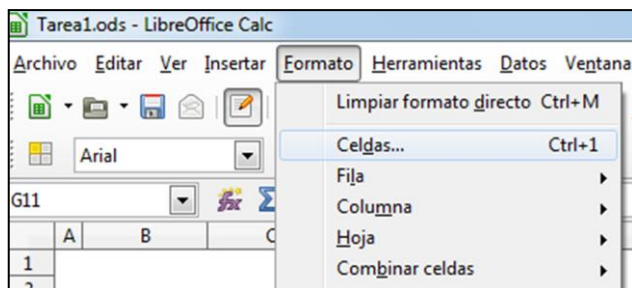 Tarea1.ods - LibreOffice Calc
Archivo Editar Ver Insertar Formato Herramientas Datos Ventana
Limpiar formato directo Ctrl+M
Celdas... Ctrl+1
Arial
Fila
G11
Columna
A B C
Hoja
1
Combinar celdas
2